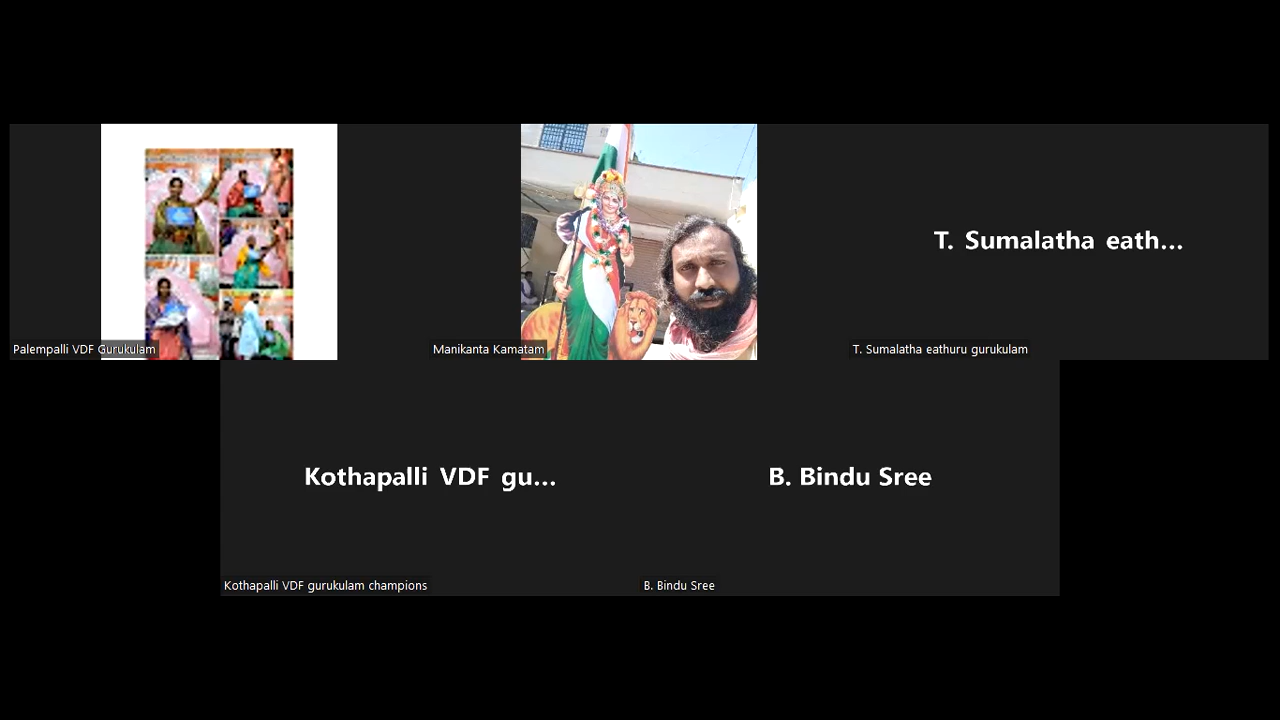 T. Sumalatha eath...
Palempalli VDF Gurukulam
Manikanta Kamatam
T. Sumalatha eathuru gurukulam
Kothapalli VDF gu...
B. Bindu Sree
Kothapalli VDF gurukulam champions
B. Bindu Sree